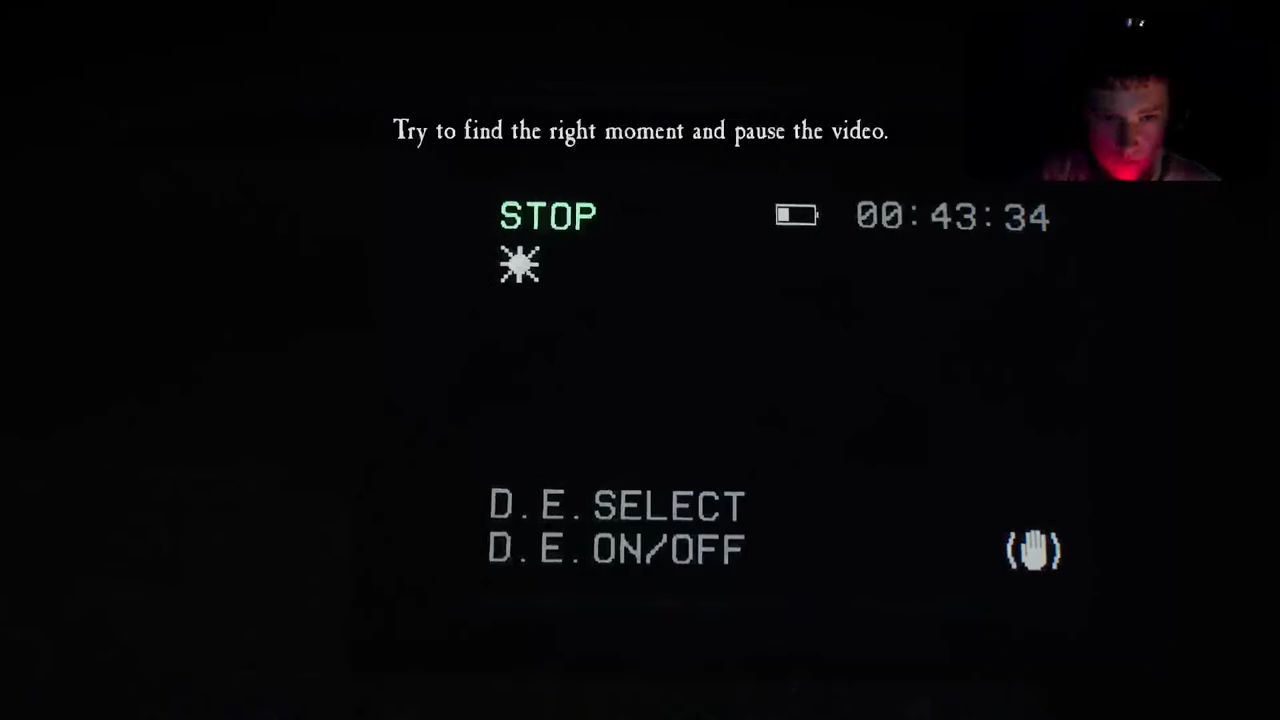 Try to find the right moment and pause the video.
STOP 00:43:34
D.E.SELECT
D.E.ON/OFF